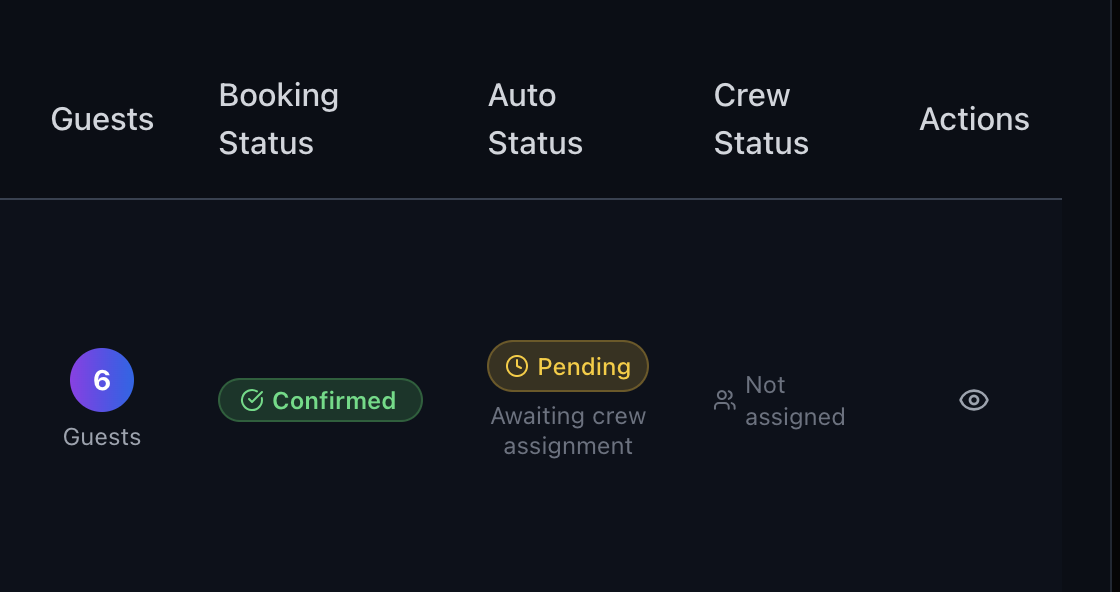 Guests
Booking
Status
Auto
Status
Crew
Status
Actions
6
Guests
Confirmed
Pending
Awaiting crew
assignment
Not
assigned